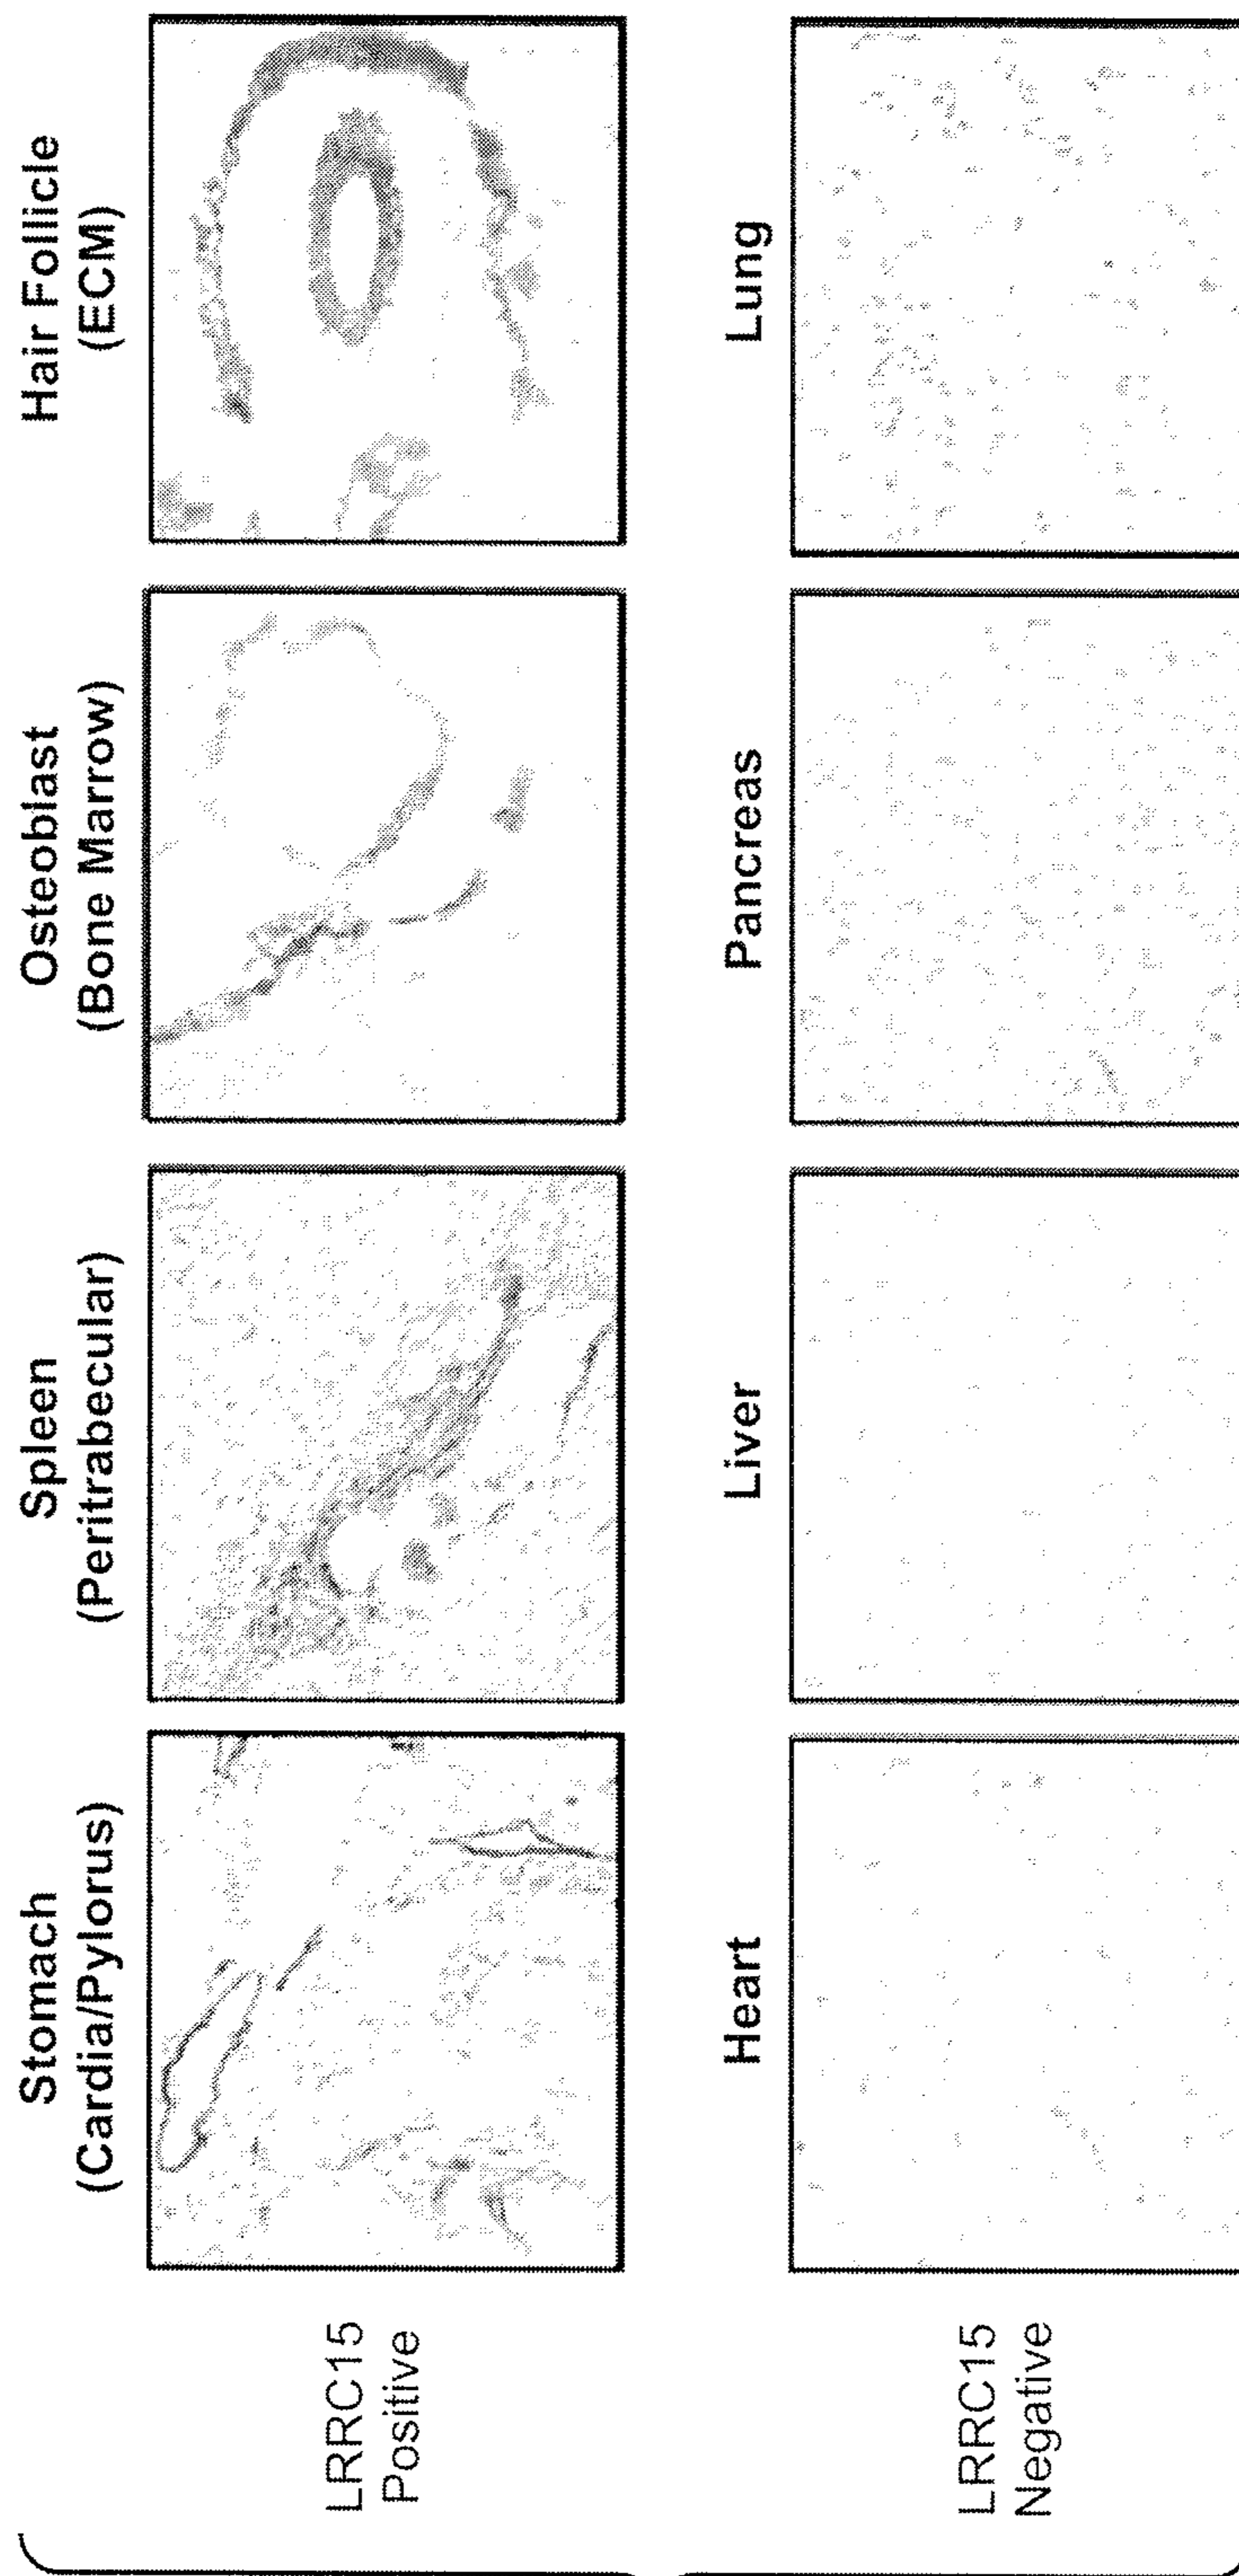 Stomach
(Cardia/Pylorus)
Spleen
(Peritrabecular)
Osteoblast
(Bone Marrow)
Hair Follicle
(ECM)
LRRC15
Positive
Heart
Liver
Pancreas
Lung
LRRC15
Negative